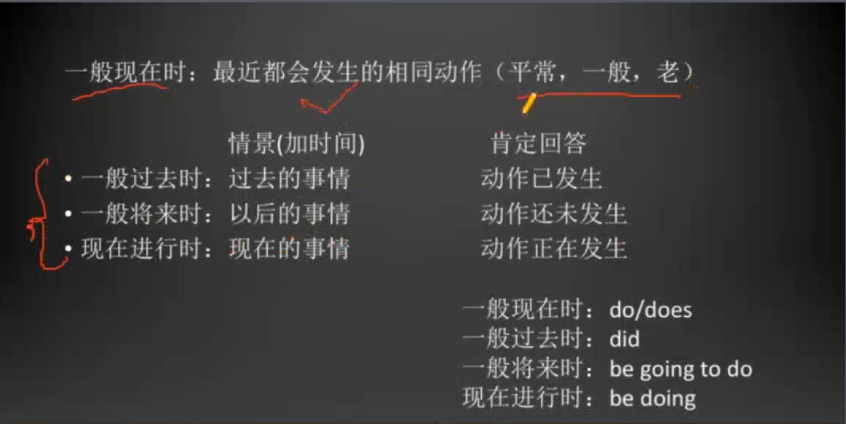 一般现在时：最近都会发生的相同动作（平常，一般，老）
情景(加时间) 肯定回答
• 一般过去时：过去的事情 动作已发生
• 一般将来时：以后的事情 动作还未发生
• 现在进行时：现在的事情 动作正在发生
一般现在时：do/does
一般过去时：did
一般将来时：be going to do
现在进行时：be doing